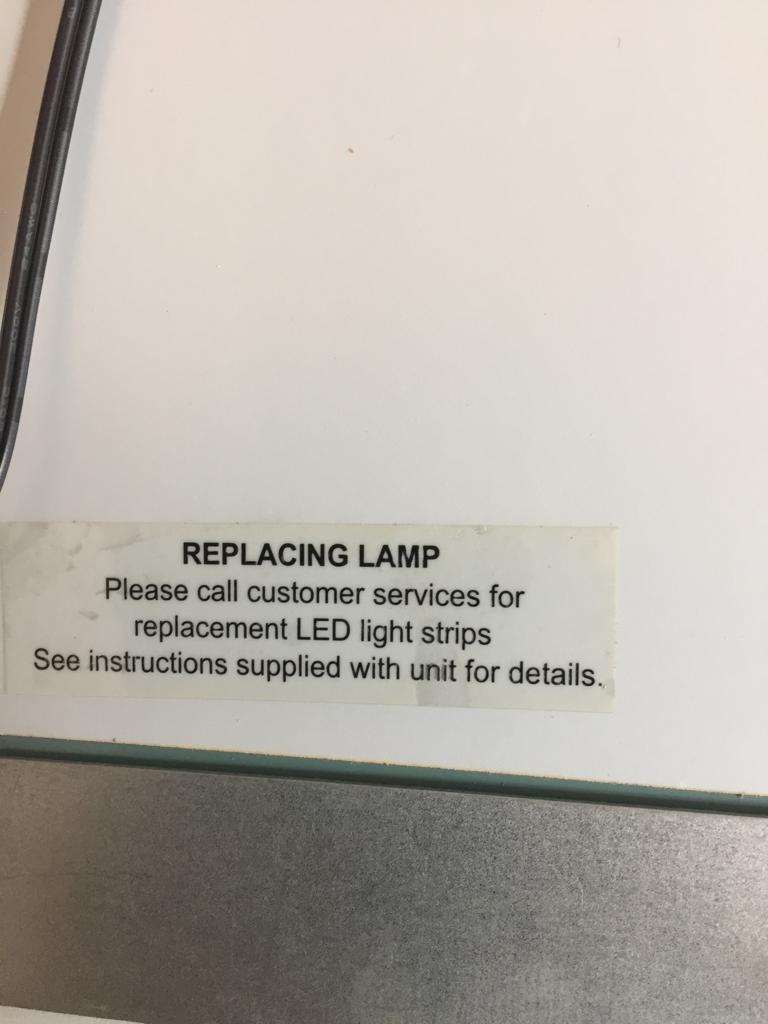 REPLACING LAMP
Please call customer services for
replacement LED light strips
See instructions supplied with unit for details.